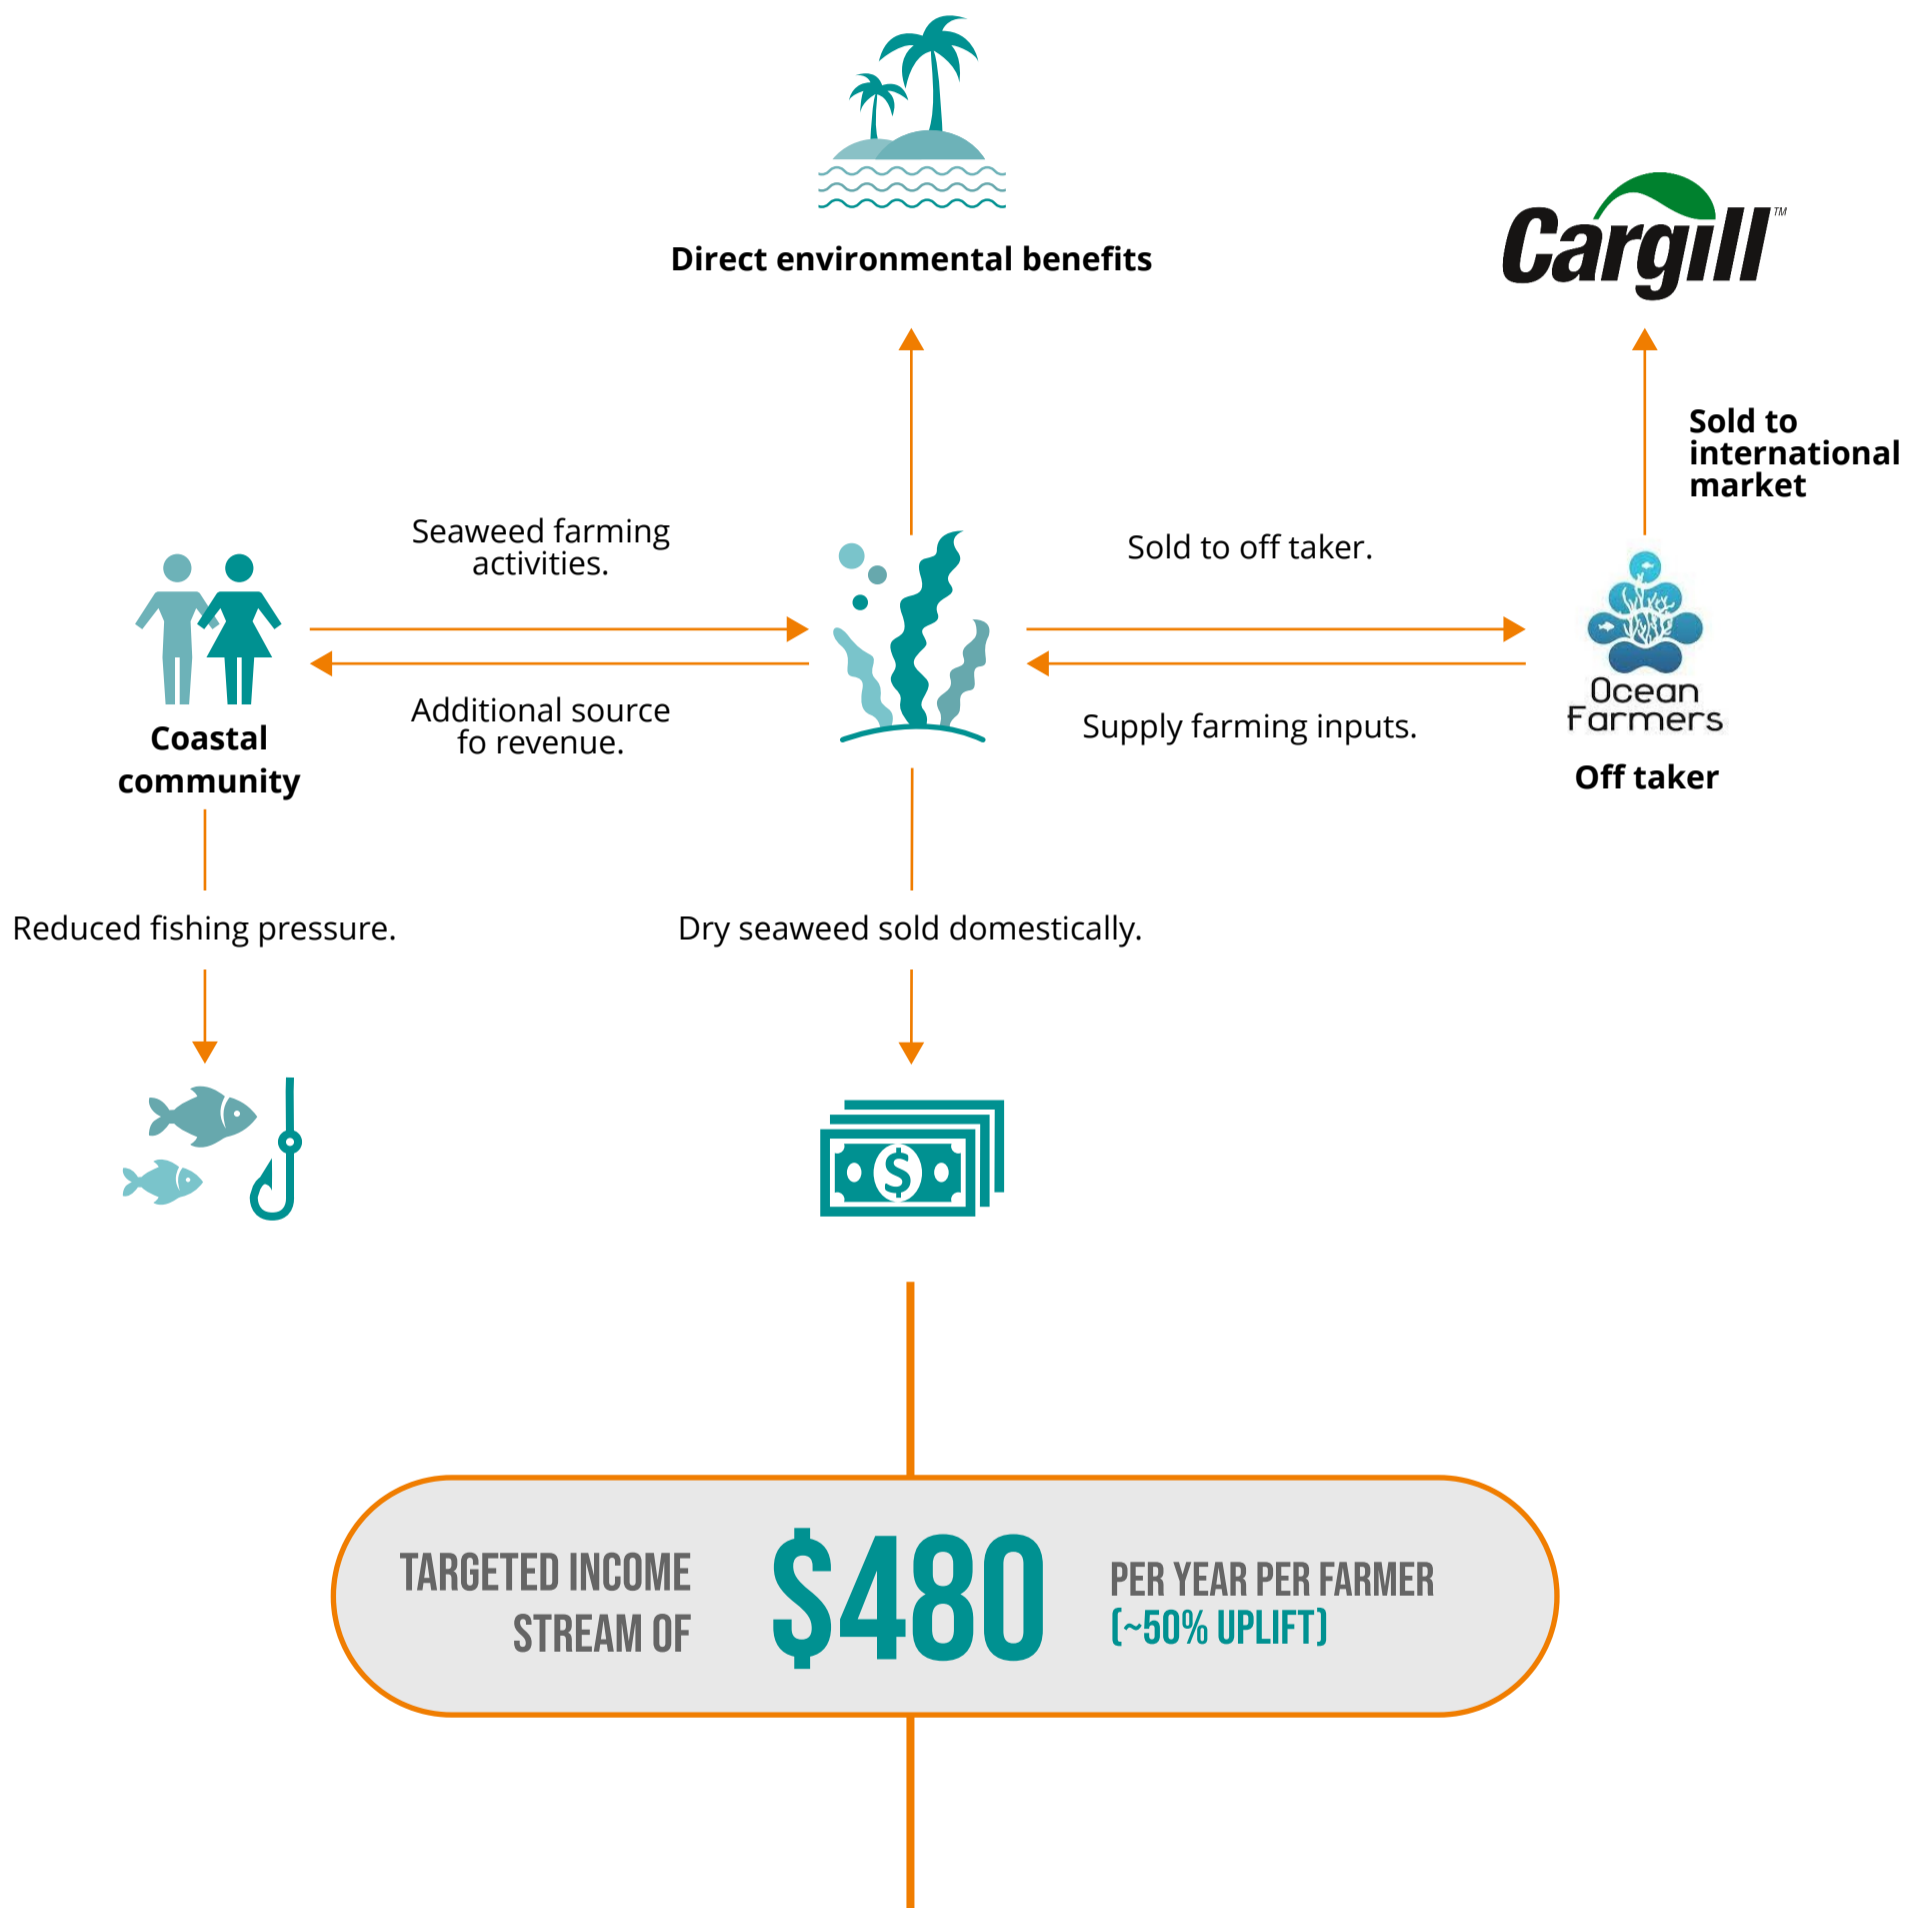 Direct environmental benefits
Cargill™
Sold to
international
market
Seaweed farming
activities.
Sold to off taker.
Additional source
fo revenue.
Supply farming inputs.
Ocean
Farmers
Off taker
Coastal
community
Reduced fishing pressure.
Dry seaweed sold domestically.
$
TARGETED INCOME
STREAM OF
$480
PER YEAR PER FARMER
(~50% UPLIFT)